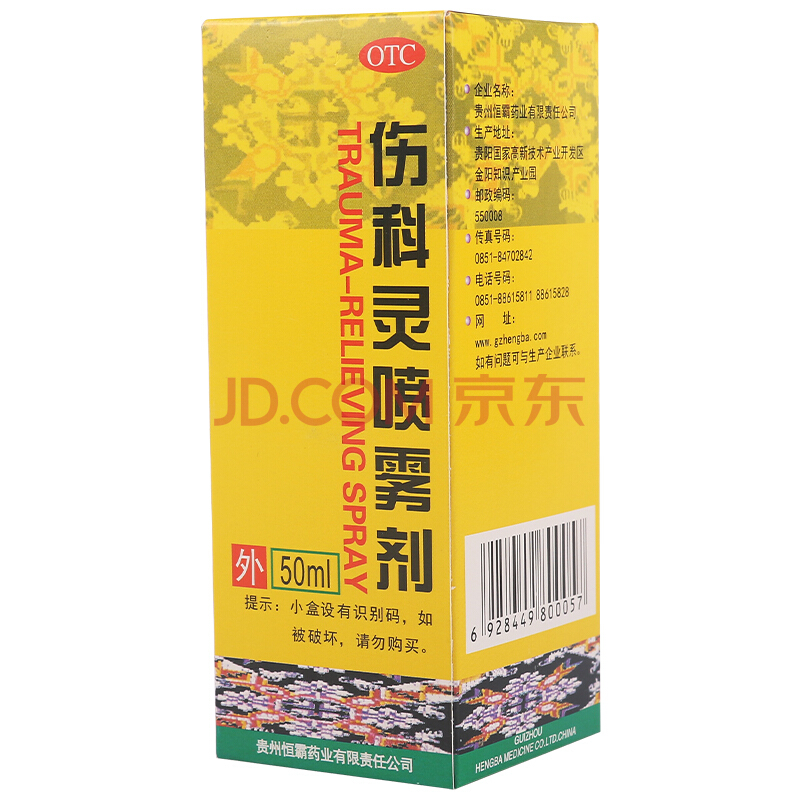 OTC
伤科灵喷雾剂
TRAUMA-RELIEVING SPRAY
外
50ml
提示：小盒设有识别码，如
被破坏，请勿购买。
贵州恒霸药业有限责任公司
企业名称：
贵州恒霸药业有限责任公司
生产地址：
贵阳国家高新技术产业开发区
金阳知识产业园
邮政编码：
550008
传真号码：
0851-84702842
电话号码：
0851-88615811 88615828
网 址：
www.gzhengba.com
如有问题可与生产企业联系。
6 928449 800057
GUIZHOU
HENGBA MEDICINE CO.LTD.CHINA
JD.COM 京东